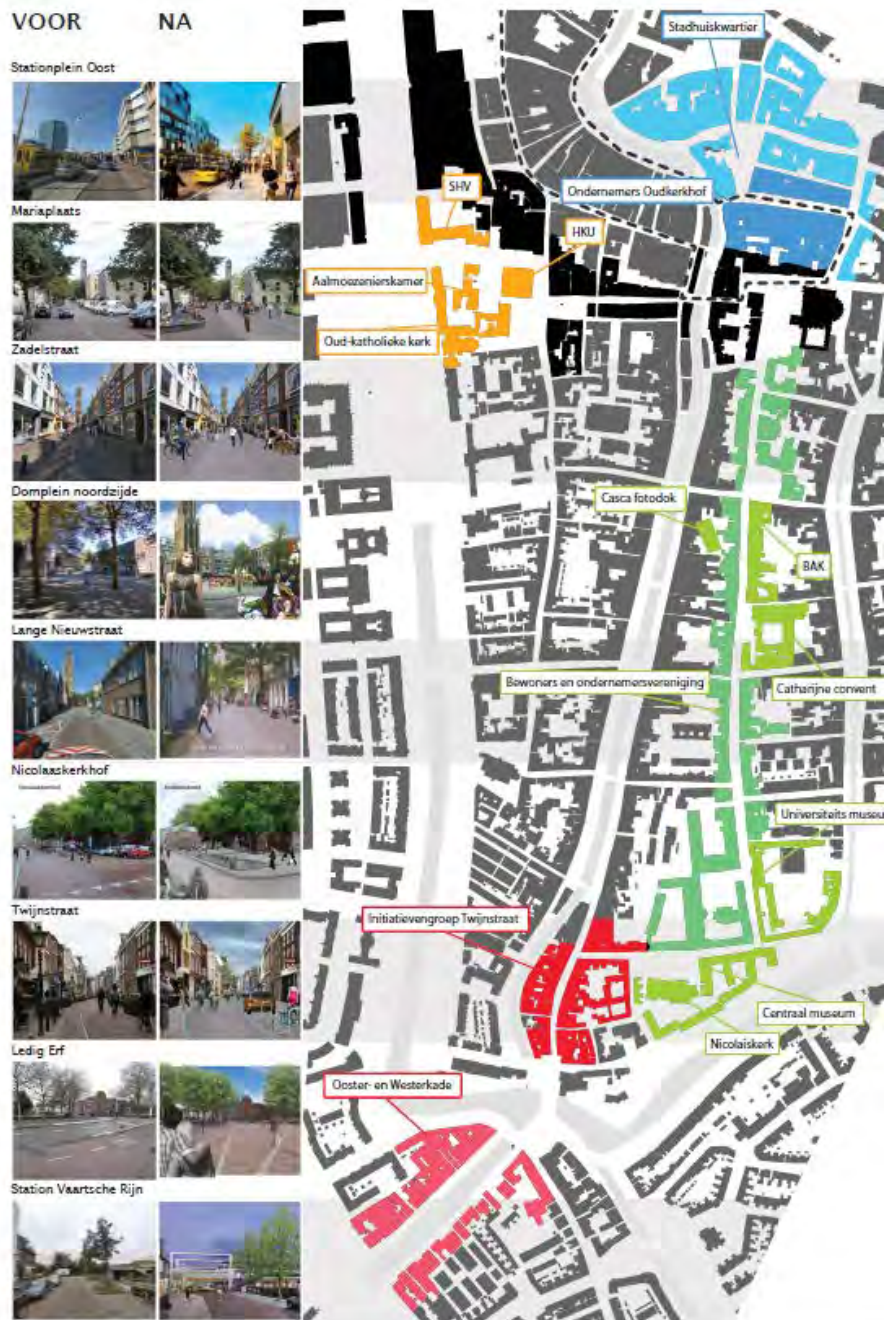 VOOR NA
Stationplein Oost
Mariaplaats
Zadelstraat
Domplein noordzijde
Lange Nieuwstraat
Nicolaaskerkhof
Twijnstraat
Ledig Erf
Station Vaartsche Rijn
Stadhuiskwartier
SHV
Ondernemers Oudkerkhof
HKU
Aalmoezenierskamer
Oud-katholieke kerk
Casca fotodok
BAK
Bewoners en ondernemersvereniging
Catharijne convent
Universiteits museu
Initiatievengroep Twijnstraat
Centraal museum
Nicolaiskerk
Ooster- en Westerkade